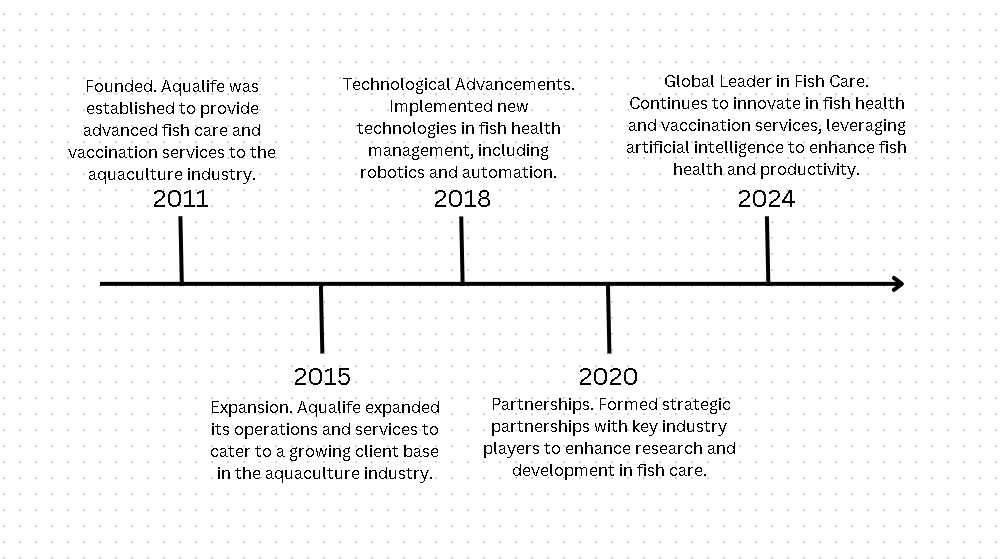 Founded. Aqualife was
established to provide
advanced fish care and
vaccination services to the
aquaculture industry.
2011
Technological Advancements.
Implemented new
technologies in fish health
management, including
robotics and automation.
2018
Global Leader in Fish Care.
Continues to innovate in fish health
and vaccination services, leveraging
artificial intelligence to enhance fish
health and productivity.
2024
2015
Expansion. Aqualife expanded
its operations and services to
cater to a growing client base
in the aquaculture industry.
2020
Partnerships. Formed strategic
partnerships with key industry
players to enhance research and
development in fish care.